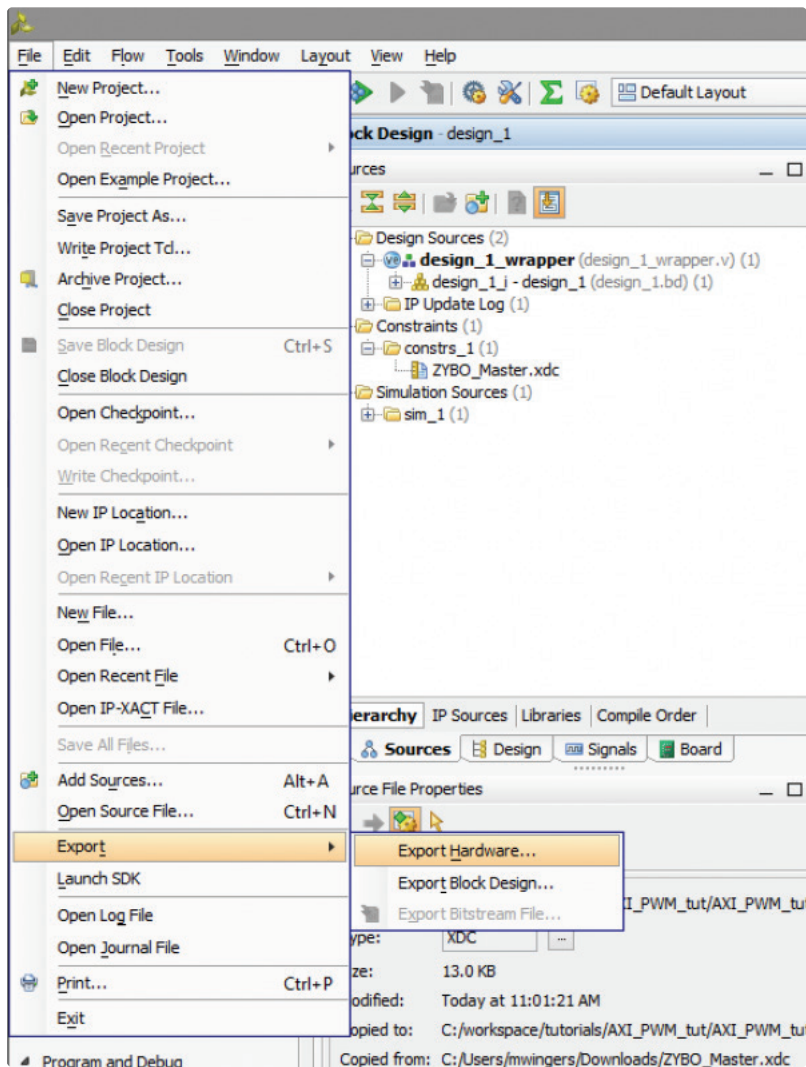 File Edit Flow Tools Window Layout View Help
New Project...
Open Project...
Open Recent Project
Open Example Project...
Save Project As...
Write Project Tcl...
Archive Project...
Close Project
Save Block Design Ctrl+S
Close Block Design
Open Checkpoint...
Open Recent Checkpoint
Write Checkpoint...
New IP Location...
Open IP Location...
Open Recent IP Location
New File...
Open File... Ctrl+O
Open Recent File
Open IP-XACT File...
Save All Files...
Add Sources... Alt+A
Open Source File... Ctrl+N
Export
Launch SDK
Open Log File
Open Journal File
Print... Ctrl+P
Exit
Program and Debug
Export Hardware...
Export Block Design...
Export Bitstream File...
Default Layout
ock Design - design_1
urces
Design Sources (2)
design_1_wrapper (design_1_wrapper.v) (1)
design_1_i - design_1 (design_1.bd) (1)
IP Update Log (1)
Constraints (1)
constrs_1 (1)
ZYBO_Master.xdc
Simulation Sources (1)
sim_1 (1)
ierarchy IP Sources Libraries Compile Order
Sources Design Signals Board
urce File Properties
I_PWM_tut/AXI_PWM_tu
ype: XDC ...
ze: 13.0 KB
odified: Today at 11:01:21 AM
opied to: C:/workspace/tutorials/AXI_PWM_tut/AXI_PWM_tu
Copied from: C:/Users/mwingers/Downloads/ZYBO_Master.xdc